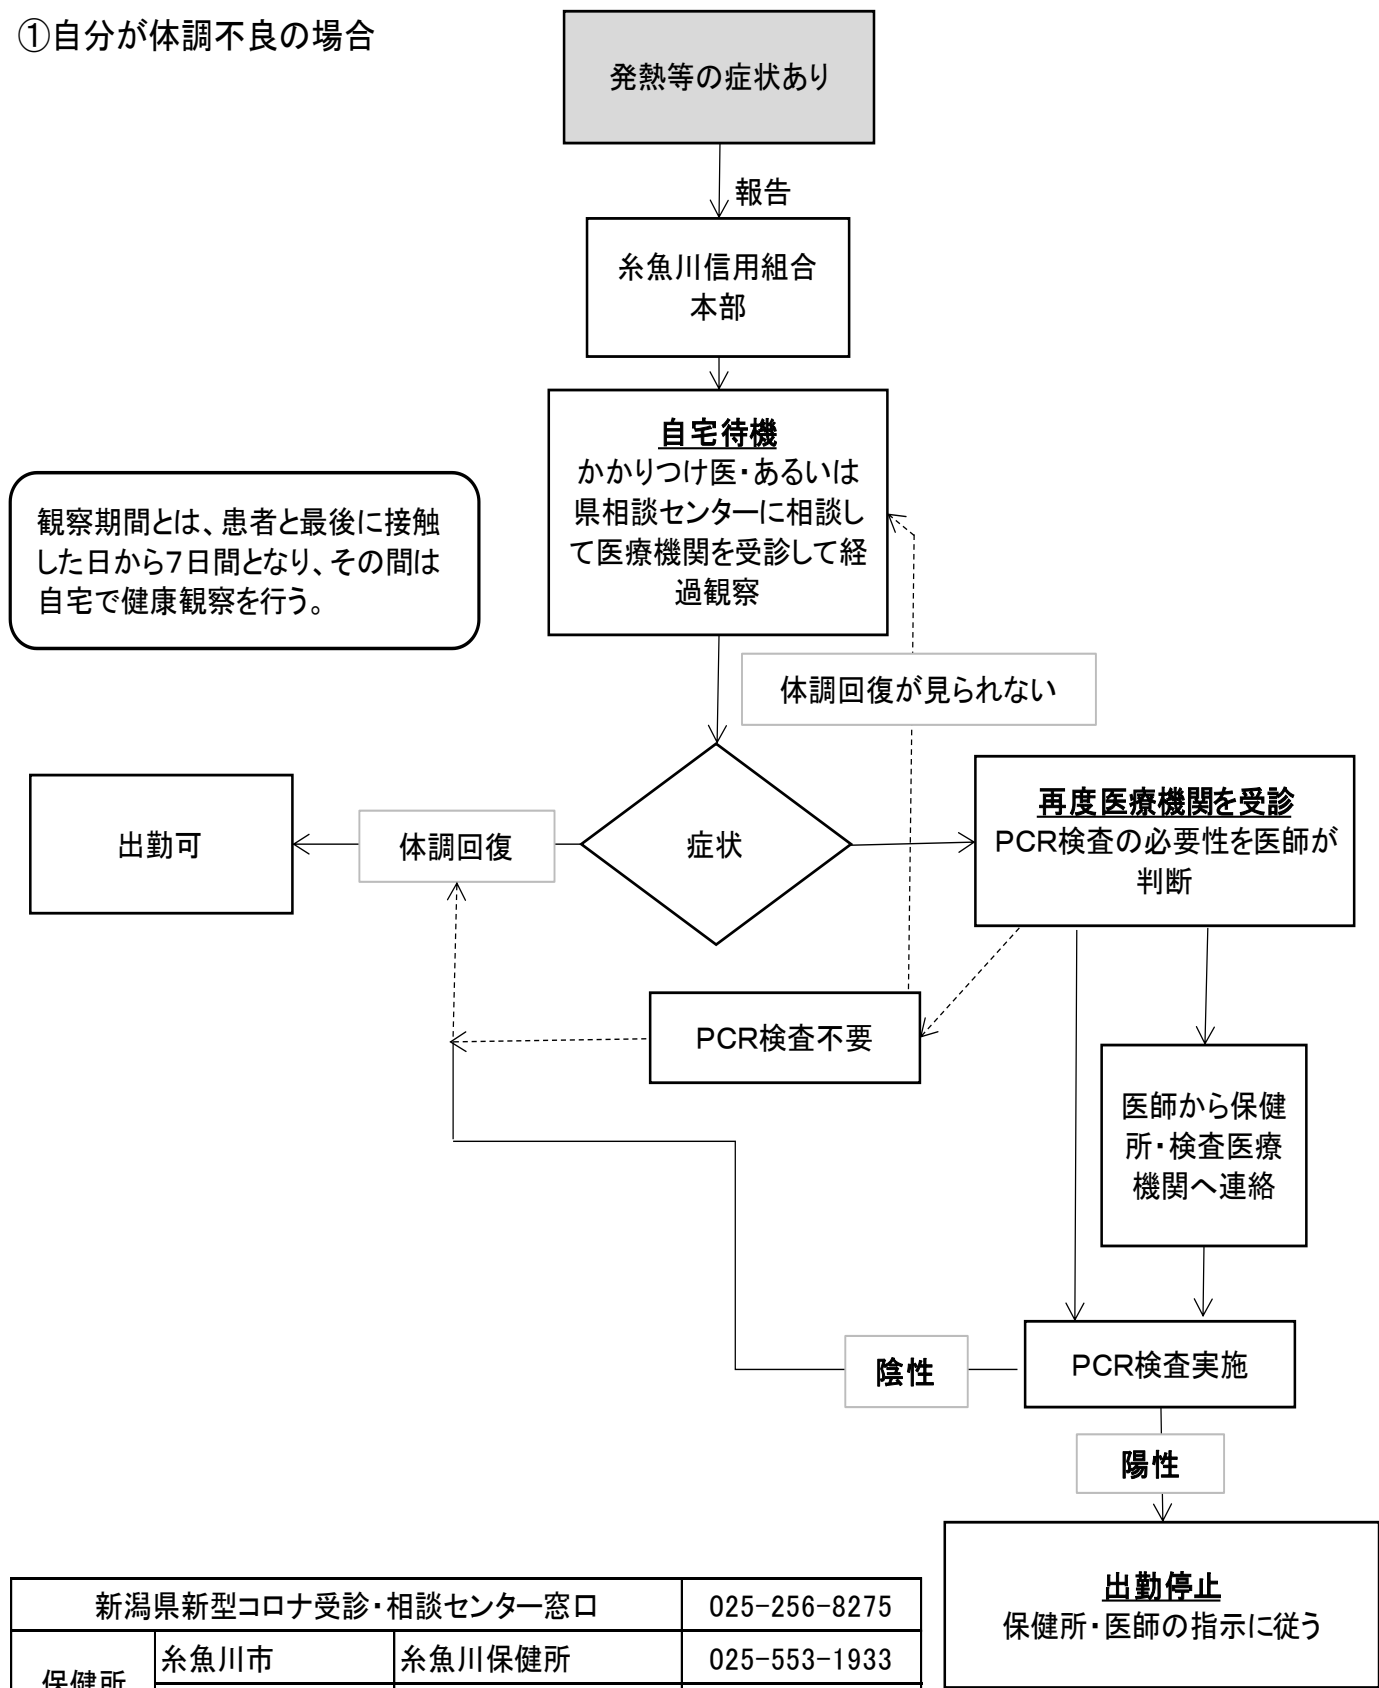 ①自分が体調不良の場合
発熱等の症状あり
報告
糸魚川信用組合
本部
自宅待機
かかりつけ医・あるいは
県相談センターに相談し
て医療機関を受診して経
過観察
観察期間とは、患者と最後に接触
した日から7日間となり、その間は
自宅で健康観察を行う。
体調回復が見られない
出勤可
体調回復
症状
再度医療機関を受診
PCR検査の必要性を医師が
判断
PCR検査不要
医師から保健
所・検査医療
機関へ連絡
陰性
PCR検査実施
陽性
出勤停止
保健所・医師の指示に従う
新潟県新型コロナ受診・相談センター窓口 025-256-8275
保健所 糸魚川市 糸魚川保健所 025-553-1933